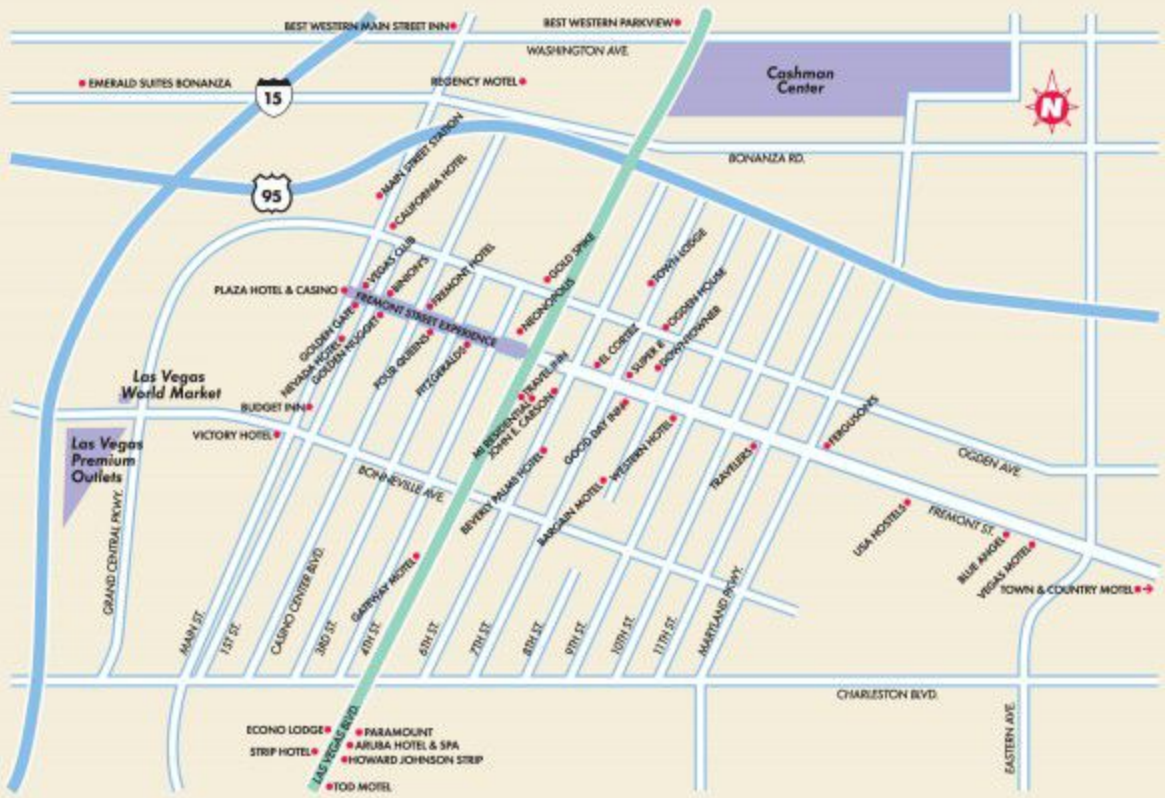 BEST WESTERN MAIN STREET INN
BEST WESTERN PARKVIEW
WASHINGTON AVE.
EMERALD SUITES BONANZA
15
REGENCY MOTEL
Cashman
Center
N
BONANZA RD.
95
MAIN STREET STATION
CALIFORNIA HOTEL
PLAZA HOTEL & CASINO
VEGAS CLUB
BINION'S
FREMONT HOTEL
GOLD SPIKE
TOWN LODGE
OGDEN HOUSE
NEONOPOLIS
FREMONT STREET EXPERIENCE
GOLDEN GATE
NEVADA HOTEL
GOLDEN NUGGET
FOUR QUEENS
FITZGERALDS
EL CORTEZ
SUPER 8
DOWNTOWNER
TRAVEL INN
MI RESIDENTIAL
JOHN E. CARSON
Las Vegas
World Market
BUDGET INN
VICTORY HOTEL
Las Vegas
Premium
Outlets
BONNEVILLE AVE.
BEVERLY PALMS HOTEL
GOOD DAY INN
WESTERN HOTEL
BARGAIN MOTEL
TRAVELERS
FERGUSON'S
OGDEN AVE.
USA HOSTELS
FREMONT ST.
BLUE ANGEL
VEGAS MOTEL
TOWN & COUNTRY MOTEL
GATEWAY MOTEL
GRAND CENTRAL PKWY.
MAIN ST.
1ST ST.
CASINO CENTER BLVD.
3RD ST.
4TH ST.
6TH ST.
7TH ST.
8TH ST.
9TH ST.
10TH ST.
11TH ST.
MARYLAND PKWY.
CHARLESTON BLVD.
EASTERN AVE.
LAS VEGAS BLVD.
ECONO LODGE
PARAMOUNT
STRIP HOTEL
ARUBA HOTEL & SPA
HOWARD JOHNSON STRIP
TOD MOTEL